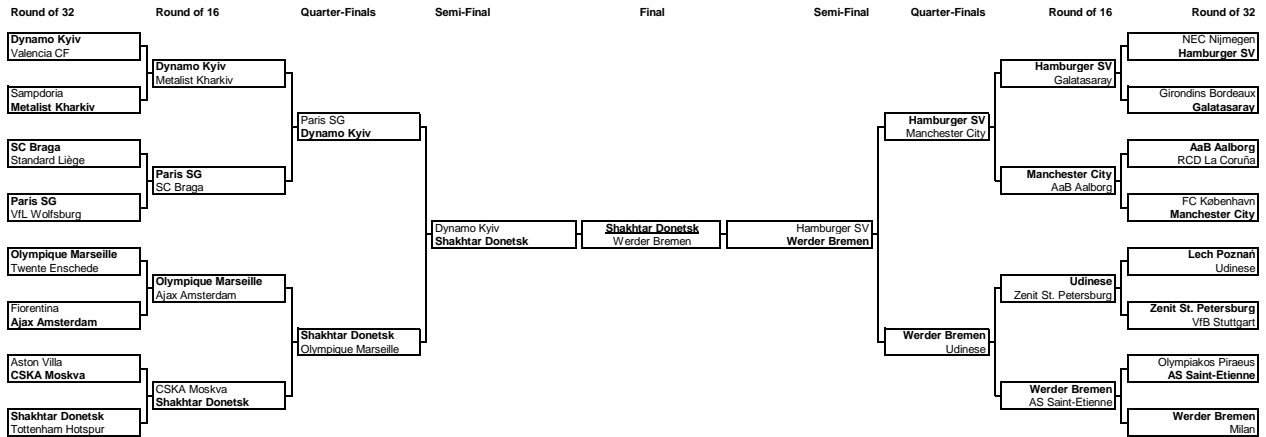 Round of 32
Round of 16
Quarter-Finals
Semi-Final
Final
Semi-Final
Quarter-Finals
Round of 16
Round of 32
Dynamo Kyiv
Valencia CF
Sampdoria
Metalist Kharkiv
SC Braga
Standard Liège
Paris SG
VfL Wolfsburg
Olympique Marseille
Twente Enschede
Fiorentina
Ajax Amsterdam
Aston Villa
CSKA Moskva
Shakhtar Donetsk
Tottenham Hotspur
Dynamo Kyiv
Metalist Kharkiv
Paris SG
SC Braga
Olympique Marseille
Ajax Amsterdam
CSKA Moskva
Shakhtar Donetsk
Paris SG
Dynamo Kyiv
Shakhtar Donetsk
Olympique Marseille
Dynamo Kyiv
Shakhtar Donetsk
Shakhtar Donetsk
Werder Bremen
Hamburger SV
Werder Bremen
Hamburger SV
Manchester City
Werder Bremen
Udinese
Hamburger SV
Galatasaray
Manchester City
AaB Aalborg
Udinese
Zenit St. Petersburg
Werder Bremen
AS Saint-Etienne
NEC Nijmegen
Hamburger SV
Girondins Bordeaux
Galatasaray
AaB Aalborg
RCD La Coruña
FC København
Manchester City
Lech Poznań
Udinese
Zenit St. Petersburg
VfB Stuttgart
Olympiakos Piraeus
AS Saint-Etienne
Werder Bremen
Milan